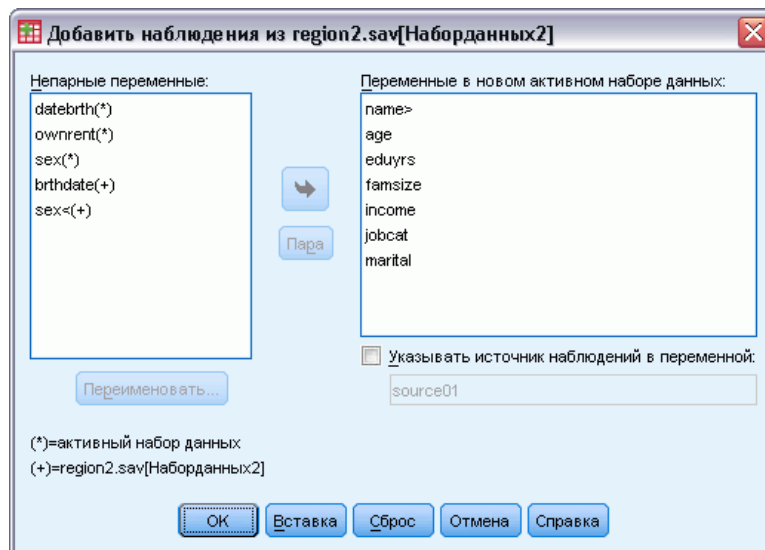 Добавить наблюдения из region2.sav[Наборданных2]
Непарные переменные:
datebrth(*)
ownrent(*)
sex(*)
brthdate(+)
sex<(+)
Пара
Переменные в новом активном наборе данных:
name>
age
eduyrs
famsize
income
jobcat
marital
Указывать источник наблюдений в переменной:
source01
Переименовать...
(*)=активный набор данных
(+)=region2.sav[Наборданных2]
OK
Вставка
Сброс
Отмена
Справка